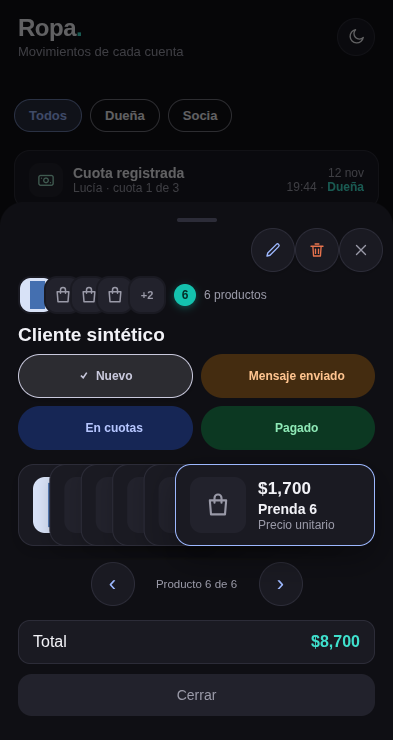 Ropa.
Movimientos de cada cuenta
Todos
Dueña
Socia
Cuota registrada
12 nov
Lucía · cuota 1 de 3
19:44 · Dueña
+2
6
6 productos
Cliente sintético
Nuevo
Mensaje enviado
En cuotas
Pagado
$1,700
Prenda 6
Precio unitario
Producto 6 de 6
Total
$8,700
Cerrar